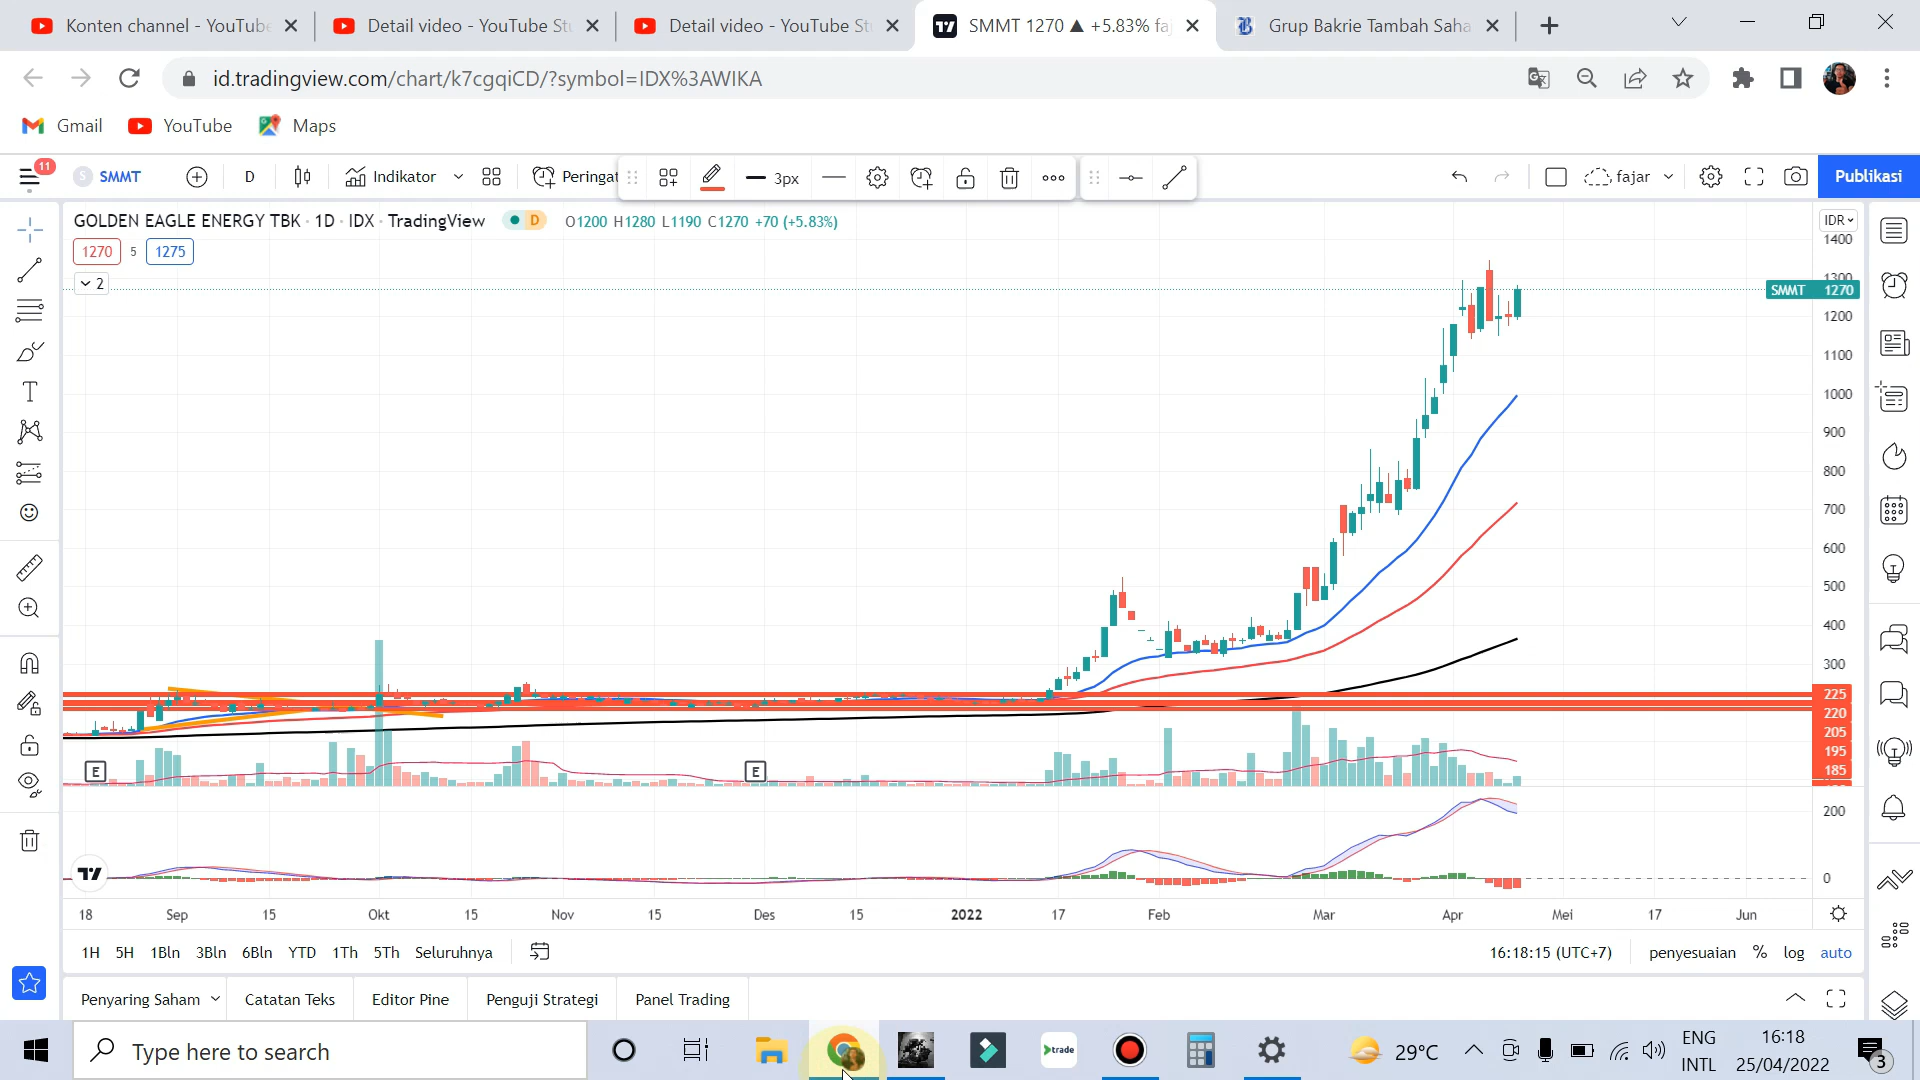 Konten channel - YouTube
Detail video - YouTube St
Detail video - YouTube St
SMMT 1270 ▲ +5.83% fa
Grup Bakrie Tambah Saha
id.tradingview.com/chart/k7cgqiCD/?symbol=IDX%3AWIKA
Gmail
YouTube
Maps
11
S SMMT
D
Indikator
Peringat
3px
fajar
Publikasi
GOLDEN EAGLE ENERGY TBK · 1D · IDX · TradingView
D
O1200 H1280 L1190 C1270 +70 (+5.83%)
IDR
1270
5
1275
2
1400
1300
SMMT 1270
1200
1100
1000
900
800
700
600
500
400
300
225
220
205
195
185
E
E
200
0
18
Sep
15
Okt
15
Nov
15
Des
15
2022
17
Feb
Mar
Apr
Mei
17
Jun
1H
5H
1Bln
3Bln
6Bln
YTD
1Th
5Th
Seluruhnya
16:18:15 (UTC+7)
penyesuaian
%
log
auto
Penyaring Saham
Catatan Teks
Editor Pine
Penguji Strategi
Panel Trading
Type here to search
trade
29°C
ENG
INTL
16:18
25/04/2022
3